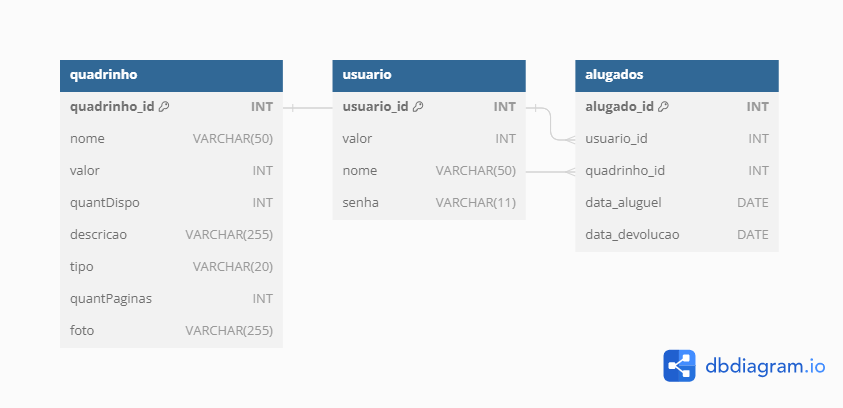 quadrinho
quadrinho_id INT
nome VARCHAR(50)
valor INT
quantDispo INT
descricao VARCHAR(255)
tipo VARCHAR(20)
quantPaginas INT
foto VARCHAR(255)
usuario
usuario_id INT
valor INT
nome VARCHAR(50)
senha VARCHAR(11)
alugados
alugado_id INT
usuario_id INT
quadrinho_id INT
data_aluguel DATE
data_devolucao DATE
dbdiagram.io